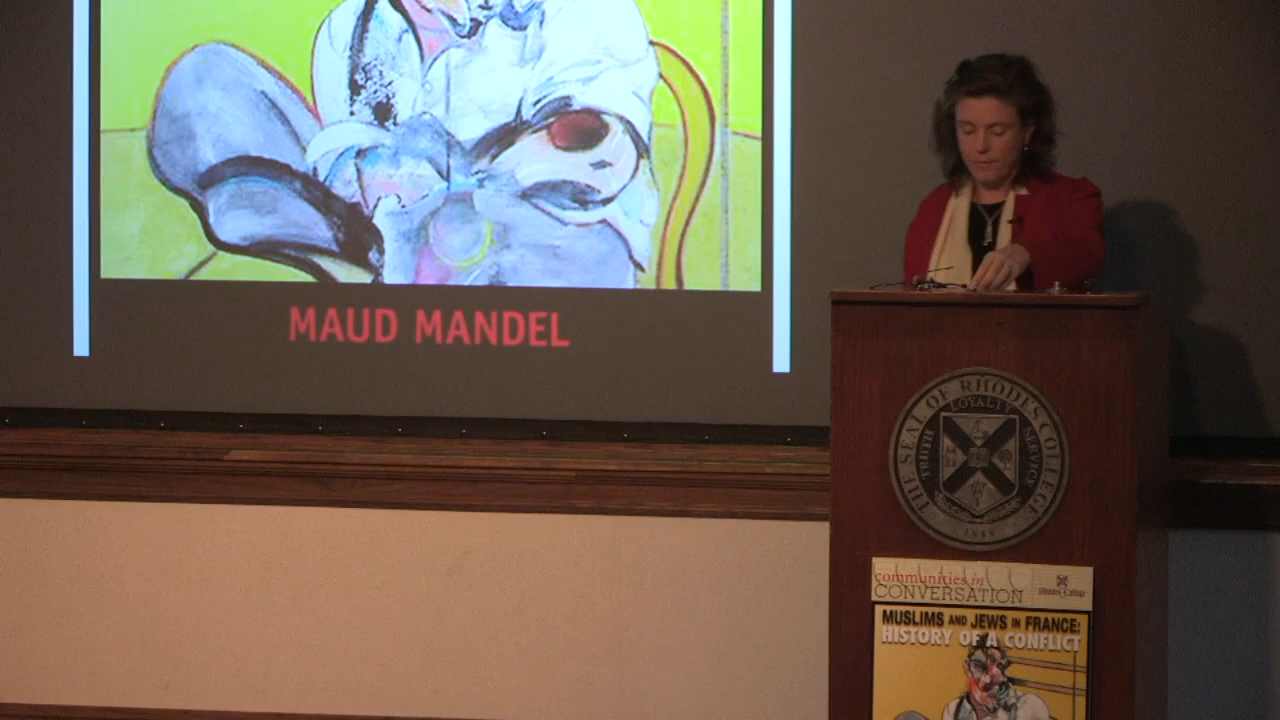 MAUD MANDEL
THE SEAL OF RHODES COLLEGE
LOYALTY
TRUTH
SERVICE
1848
communities in
CONVERSATION
Rhodes College
MUSLIMS AND JEWS IN FRANCE:
HISTORY OF A CONFLICT